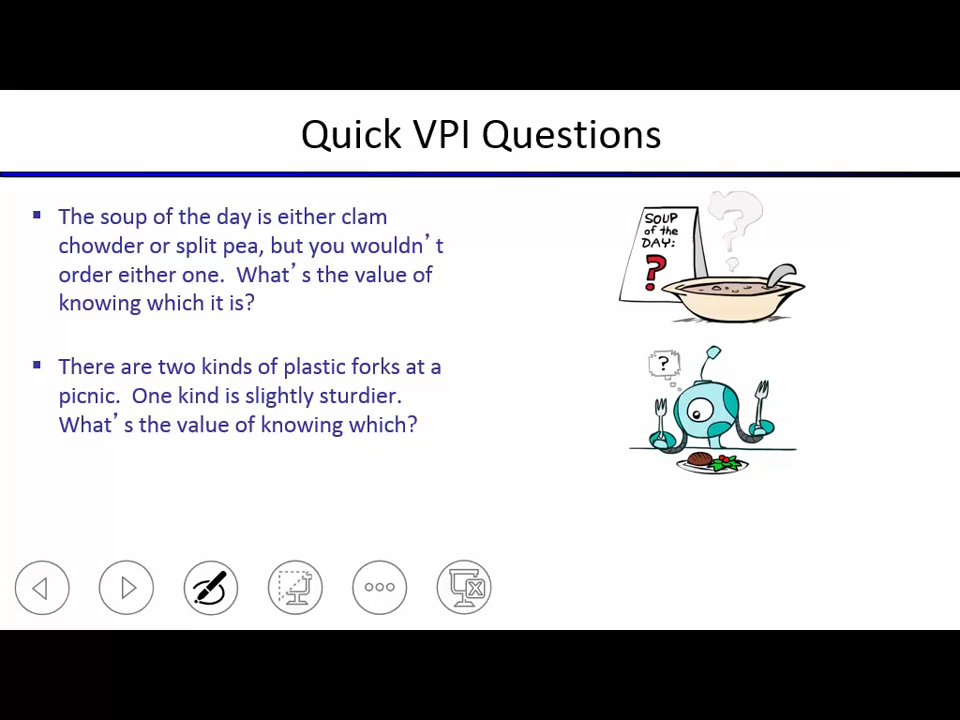 Quick VPI Questions
▪ The soup of the day is either clam
chowder or split pea, but you wouldn’t
order either one. What’s the value of
knowing which it is?
▪ There are two kinds of plastic forks at a
picnic. One kind is slightly sturdier.
What’s the value of knowing which?
SOUP
of the
DAY:
?
?
?